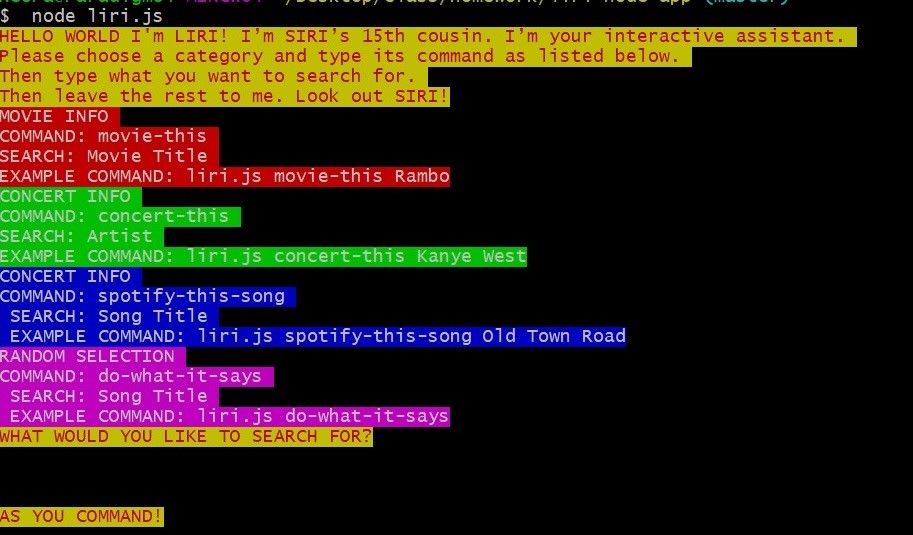 $ node liri.js
HELLO WORLD I'm LIRI! I’m SIRI’s 15th cousin. I’m your interactive assistant.
Please choose a category and type its command as listed below.
Then type what you want to search for.
Then leave the rest to me. Look out SIRI!
MOVIE INFO
COMMAND: movie-this
SEARCH: Movie Title
EXAMPLE COMMAND: liri.js movie-this Rambo
CONCERT INFO
COMMAND: concert-this
SEARCH: Artist
EXAMPLE COMMAND: liri.js concert-this Kanye West
CONCERT INFO
COMMAND: spotify-this-song
SEARCH: Song Title
EXAMPLE COMMAND: liri.js spotify-this-song Old Town Road
RANDOM SELECTION
COMMAND: do-what-it-says
SEARCH: Song Title
EXAMPLE COMMAND: liri.js do-what-it-says
WHAT WOULD YOU LIKE TO SEARCH FOR?
AS YOU COMMAND!